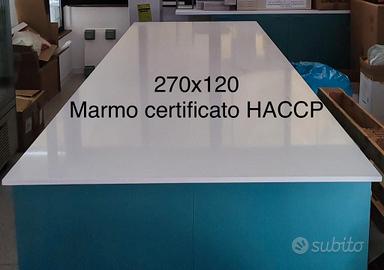 270x120
Marmo certificato HACCP
subito